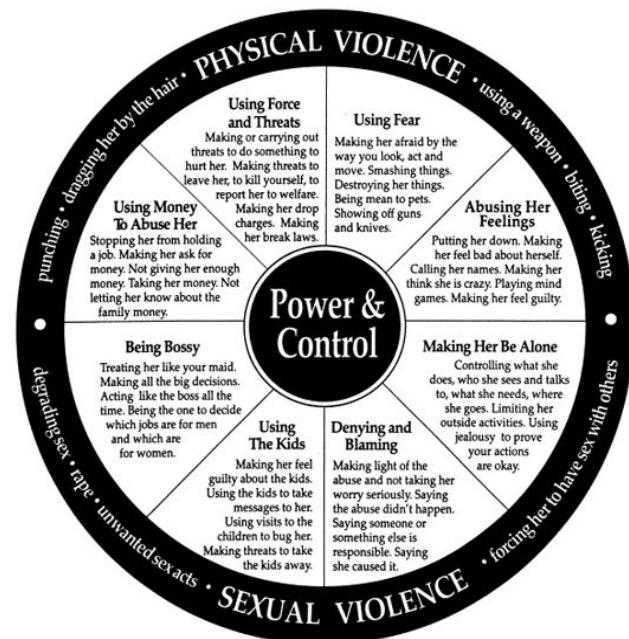 PHYSICAL VIOLENCE
punching • dragging her by the hair •
• using a weapon • biting • kicking
Using Force
and Threats
Making or carrying out
threats to do something to
hurt her. Making threats to
leave her, to kill yourself, to
report her to welfare.
Making her drop
charges. Making
her break laws.
Using Fear
Making her afraid by the
way you look, act and
move. Smashing things.
Destroying her things.
Being mean to pets.
Showing off guns
and knives.
Using Money
To Abuse Her
Stopping her from holding
a job. Making her ask for
money. Not giving her enough
money. Taking her money. Not
letting her know about the
family money.
Abusing Her
Feelings
Putting her down. Making
her feel bad about herself.
Calling her names. Making her
think she is crazy. Playing mind
games. Making her feel guilty.
Power &
Control
Being Bossy
Treating her like your maid.
Making all the big decisions.
Acting like the boss all the
time. Being the one to decide
which jobs are for men
and which are
for women.
Making Her Be Alone
Controlling what she
does, who she sees and talks
to, what she needs, where
she goes. Limiting her
outside activities. Using
jealousy to prove
your actions
are okay.
Using
The Kids
Making her feel
guilty about the kids.
Using the kids to take
messages to her.
Using visits to the
children to bug her.
Making threats to take
the kids away.
Denying and
Blaming
Making light of the
abuse and not taking her
worry seriously. Saying
the abuse didn't happen.
Saying someone or
something else is
responsible. Saying
she caused it.
degrading sex • rape • unwanted sex acts •
• forcing her to have sex with others
SEXUAL VIOLENCE